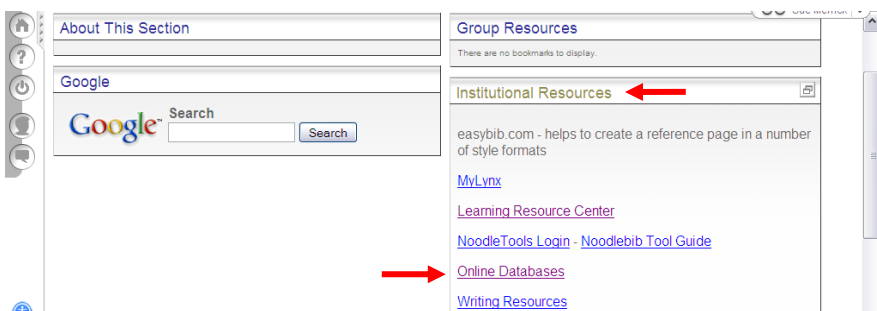 About This Section
Google
Google™ Search
Search
Group Resources
There are no bookmarks to display.
Institutional Resources
easybib.com - helps to create a reference page in a number
of style formats
MyLynx
Learning Resource Center
NoodleTools Login - Noodlebib Tool Guide
Online Databases
Writing Resources